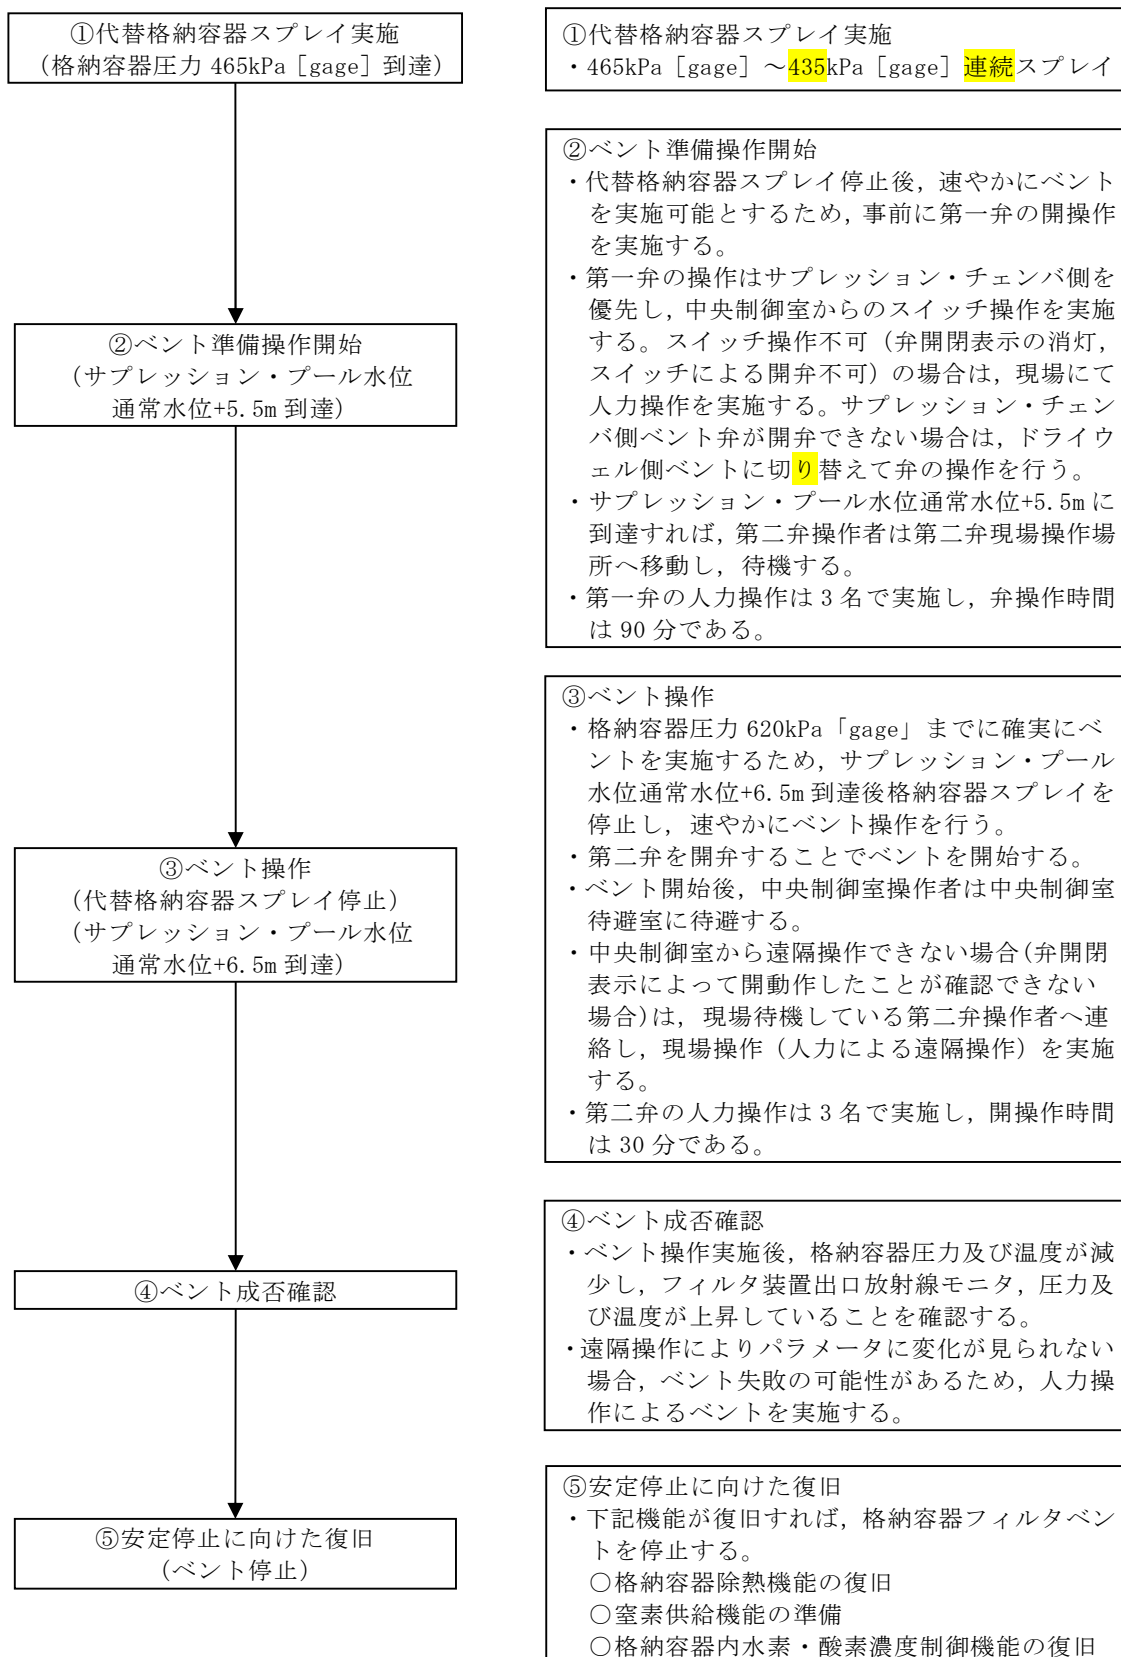 ①代替格納容器スプレイ実施
(格納容器圧力 465kPa［gage］到達)
②ベント準備操作開始
(サプレッション・プール水位
通常水位+5.5m 到達)
③ベント操作
(代替格納容器スプレイ停止)
(サプレッション・プール水位
通常水位+6.5m 到達)
④ベント成否確認
⑤安定停止に向けた復旧
(ベント停止)
①代替格納容器スプレイ実施
・465kPa［gage］～435kPa［gage］連続スプレイ
②ベント準備操作開始
・代替格納容器スプレイ停止後，速やかにベント
を実施可能とするため，事前に第一弁の開操作
を実施する。
・第一弁の操作はサプレッション・チェンバ側を
優先し，中央制御室からのスイッチ操作を実施
する。スイッチ操作不可（弁開閉表示の消灯，
スイッチによる開弁不可）の場合は，現場にて
人力操作を実施する。サプレッション・チェン
バ側ベント弁が開弁できない場合は，ドライウ
ェル側ベントに切り替えて弁の操作を行う。
・サプレッション・プール水位通常水位+5.5m に
到達すれば，第二弁操作者は第二弁現場操作場
所へ移動し，待機する。
・第一弁の人力操作は 3 名で実施し，弁操作時間
は 90 分である。
③ベント操作
・格納容器圧力 620kPa「gage」までに確実にベ
ントを実施するため，サプレッション・プール
水位通常水位+6.5m 到達後格納容器スプレイを
停止し，速やかにベント操作を行う。
・第二弁を開弁することでベントを開始する。
・ベント開始後，中央制御室操作者は中央制御室
待避室に待避する。
・中央制御室から遠隔操作できない場合(弁開閉
表示によって開動作したことが確認できない
場合)は，現場待機している第二弁操作者へ連
絡し，現場操作（人力による遠隔操作）を実施
する。
・第二弁の人力操作は 3 名で実施し，開操作時間
は 30 分である。
④ベント成否確認
・ベント操作実施後，格納容器圧力及び温度が減
少し，フィルタ装置出口放射線モニタ，圧力及
び温度が上昇していることを確認する。
・遠隔操作によりパラメータに変化が見られない
場合，ベント失敗の可能性があるため，人力操
作によるベントを実施する。
⑤安定停止に向けた復旧
・下記機能が復旧すれば，格納容器フィルタベン
トを停止する。
○格納容器除熱機能の復旧
○窒素供給機能の準備
○格納容器内水素・酸素濃度制御機能の復旧